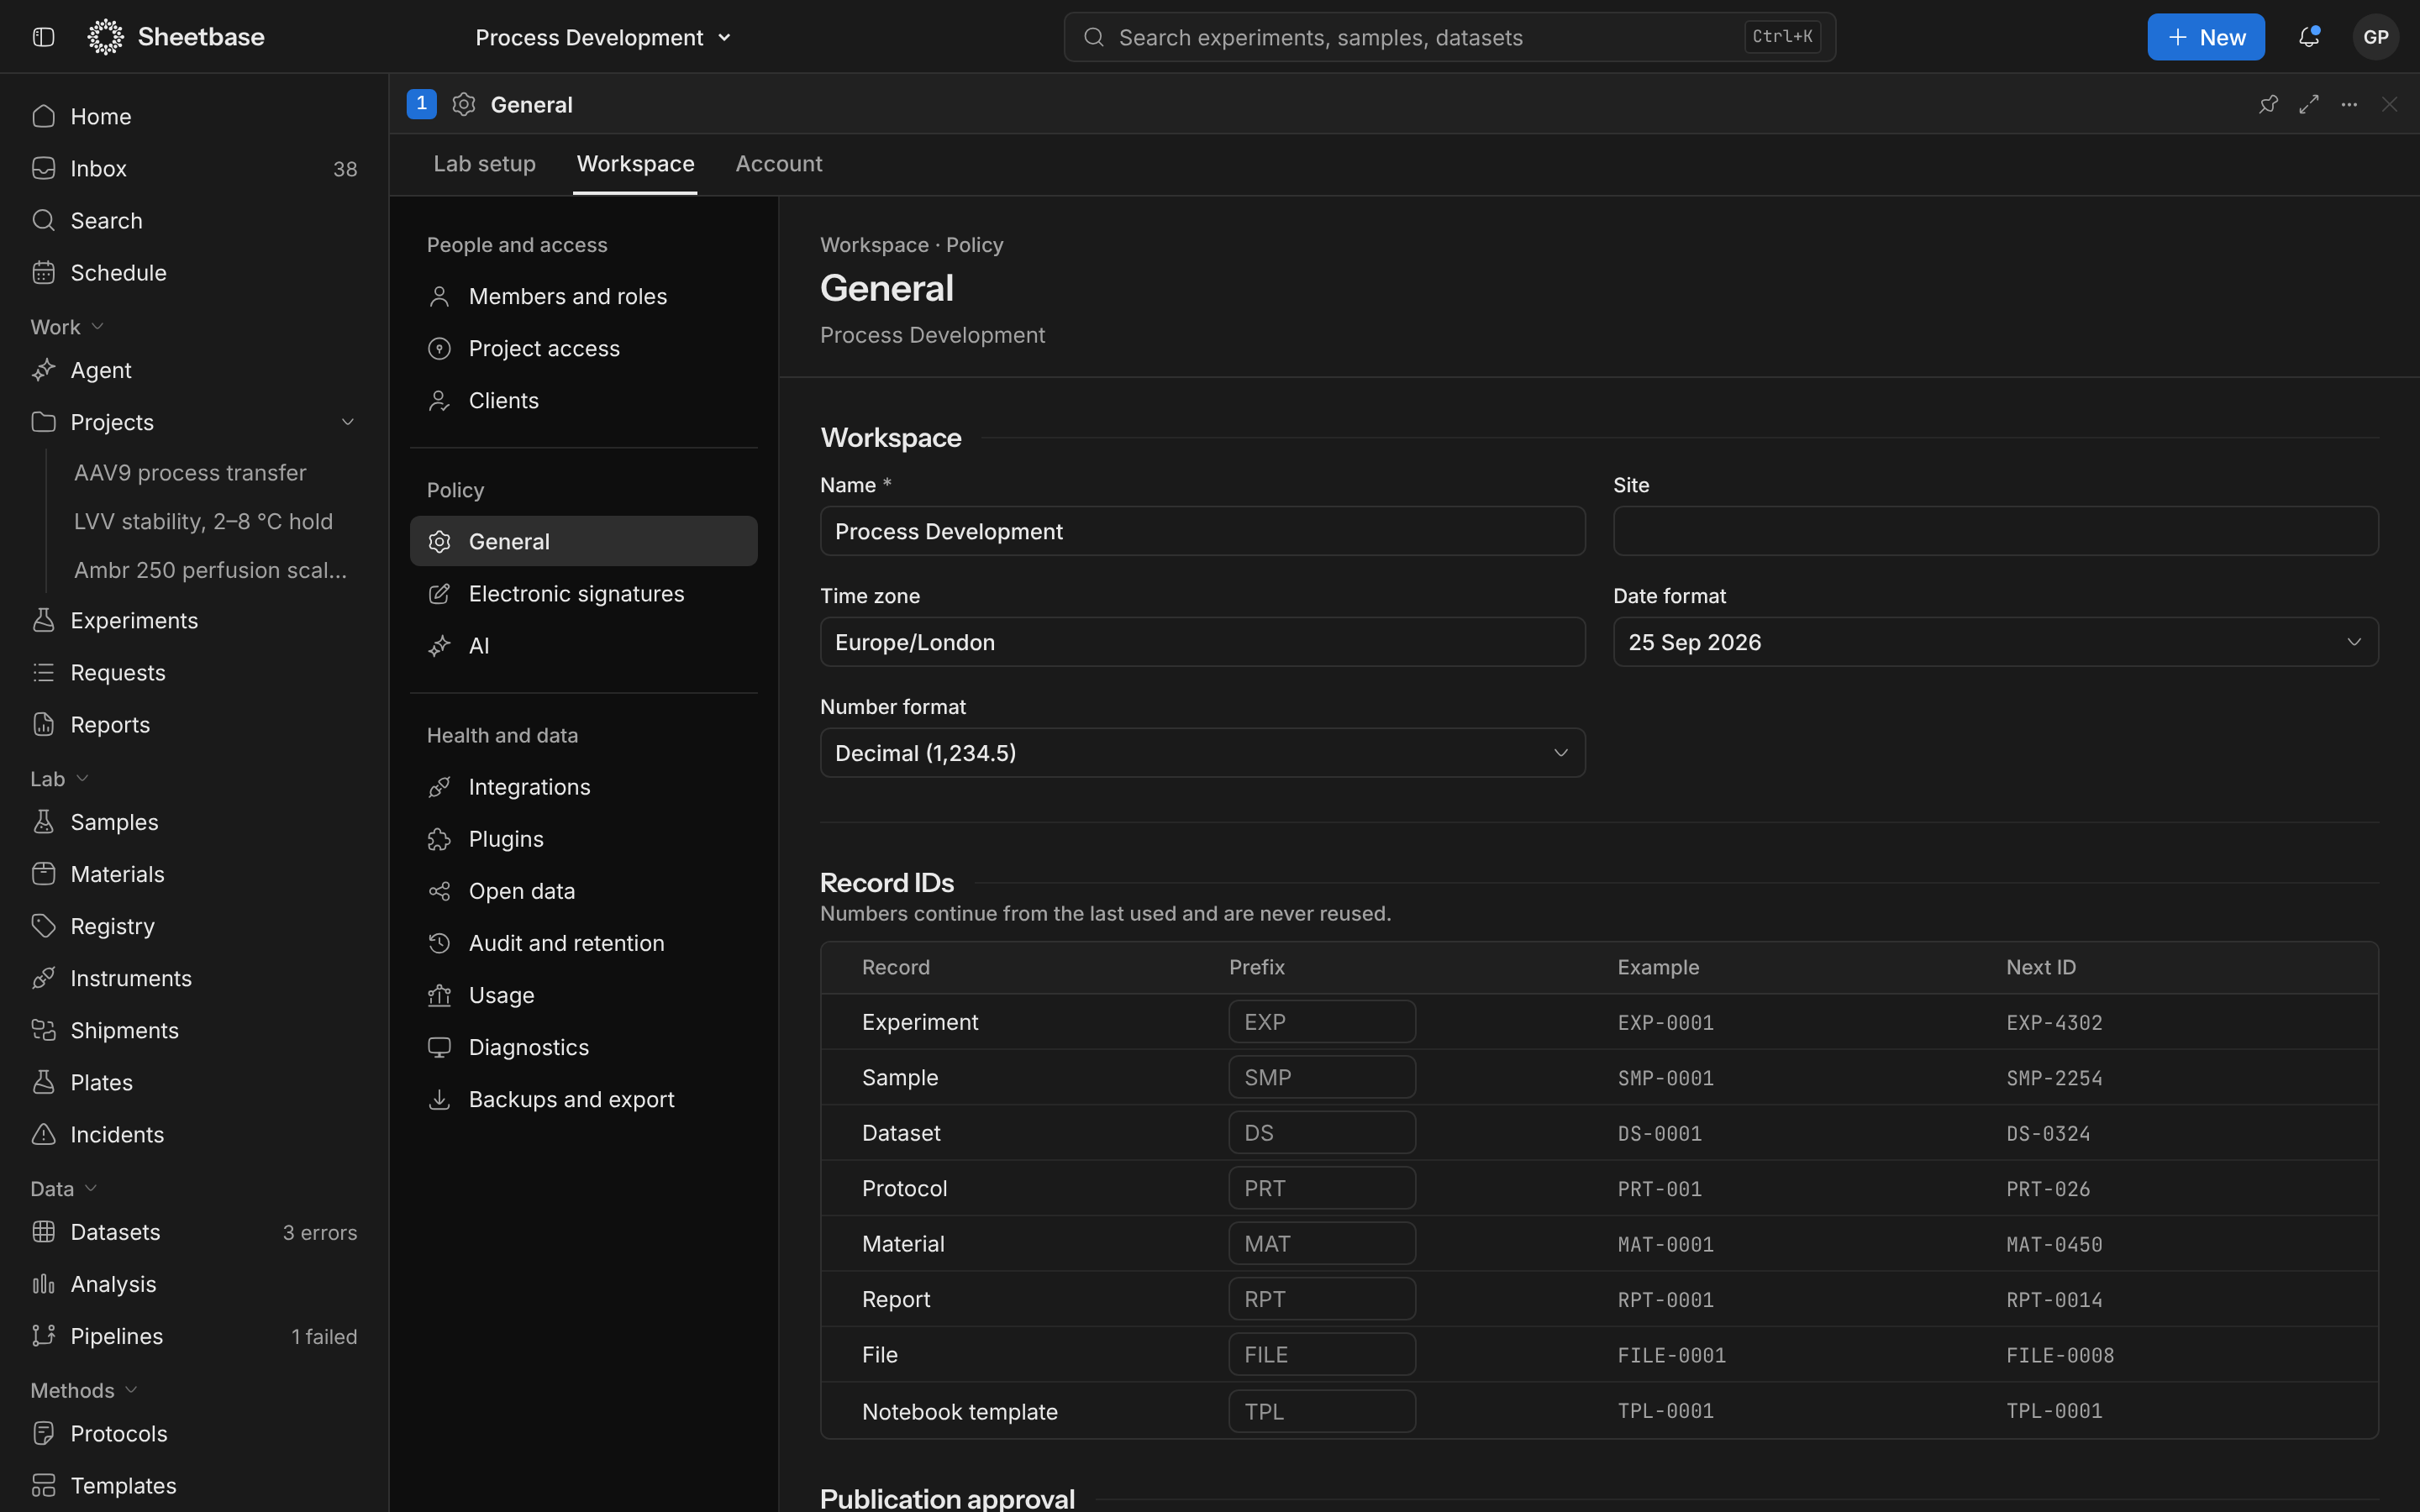 Sheetbase
Process Development
Search experiments, samples, datasets
Ctrl+K
New
GP
Home
Inbox 38
Search
Schedule
Work
Agent
Projects
AAV9 process transfer
LVV stability, 2–8 °C hold
Ambr 250 perfusion scal...
Experiments
Requests
Reports
Lab
Samples
Materials
Registry
Instruments
Shipments
Plates
Incidents
Data
Datasets 3 errors
Analysis
Pipelines 1 failed
Methods
Protocols
Templates
1 General
Lab setup Workspace Account
People and access
Members and roles
Project access
Clients
Policy
General
Electronic signatures
AI
Health and data
Integrations
Plugins
Open data
Audit and retention
Usage
Diagnostics
Backups and export
Workspace · Policy
General
Process Development
Workspace
Name * Site
Process Development
Time zone Date format
Europe/London 25 Sep 2026
Number format
Decimal (1,234.5)
Record IDs
Numbers continue from the last used and are never reused.
Record Prefix Example Next ID
Experiment EXP EXP-0001 EXP-4302
Sample SMP SMP-0001 SMP-2254
Dataset DS DS-0001 DS-0324
Protocol PRT PRT-001 PRT-026
Material MAT MAT-0001 MAT-0450
Report RPT RPT-0001 RPT-0014
File FILE FILE-0001 FILE-0008
Notebook template TPL TPL-0001 TPL-0001
Publication approval